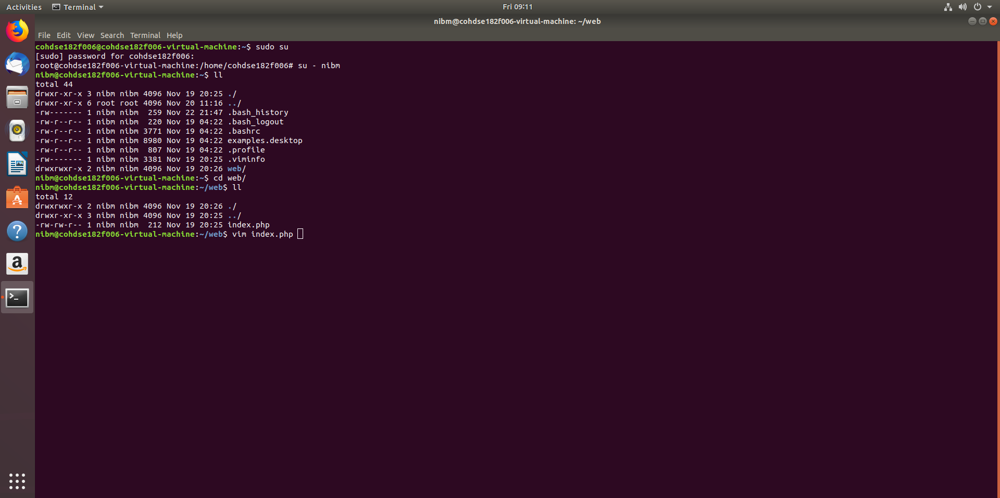 Activities Terminal Fri 09:11
nibm@cohdse182f006-virtual-machine: ~/web
File Edit View Search Terminal Help
cohdse182f006@cohdse182f006-virtual-machine:~$ sudo su
[sudo] password for cohdse182f006:
root@cohdse182f006-virtual-machine:/home/cohdse182f006# su - nibm
nibm@cohdse182f006-virtual-machine:~$ ll
total 44
drwxr-xr-x 3 nibm nibm 4096 Nov 19 20:25 ./
drwxr-xr-x 6 root root 4096 Nov 20 11:16 ../
-rw------- 1 nibm nibm  259 Nov 22 21:47 .bash_history
-rw-r--r-- 1 nibm nibm  220 Nov 19 04:22 .bash_logout
-rw-r--r-- 1 nibm nibm 3771 Nov 19 04:22 .bashrc
-rw-r--r-- 1 nibm nibm 8980 Nov 19 04:22 examples.desktop
-rw-r--r-- 1 nibm nibm  807 Nov 19 04:22 .profile
-rw------- 1 nibm nibm 3381 Nov 19 20:25 .viminfo
drwxrwxr-x 2 nibm nibm 4096 Nov 19 20:26 web/
nibm@cohdse182f006-virtual-machine:~$ cd web/
nibm@cohdse182f006-virtual-machine:~/web$ ll
total 12
drwxrwxr-x 2 nibm nibm 4096 Nov 19 20:26 ./
drwxr-xr-x 3 nibm nibm 4096 Nov 19 20:25 ../
-rw-rw-r-- 1 nibm nibm  212 Nov 19 20:25 index.php
nibm@cohdse182f006-virtual-machine:~/web$ vim index.php